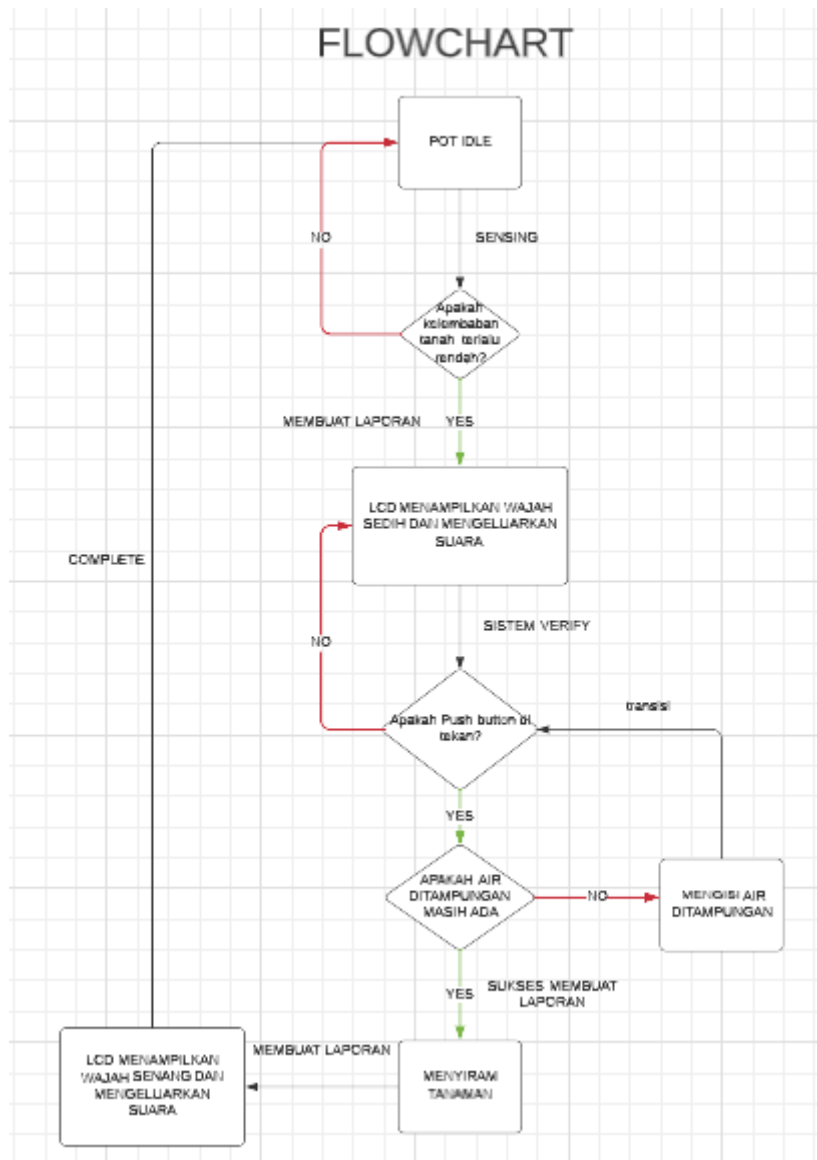 FLOWCHART
POT IDLE
NO
SENSING
Apakah
kelembaban
tanah terlalu
rendah?
MEMBUAT LAPORAN
YES
LCD MENAMPILKAN WAJAH
SEDIH DAN MENGELUARKAN
SUARA
COMPLETE
SISTEM VERIFY
NO
transisi
Apakah Push button di
tekan?
YES
APAKAH AIR
DITAMPUNGAN
MASIH ADA
NO
MENGISI AIR
DITAMPUNGAN
YES
SUKSES MEMBUAT
LAPORAN
MEMBUAT LAPORAN
LCD MENAMPILKAN
WAJAH SENANG DAN
MENGELUARKAN
SUARA
MENYIRAM
TANAMAN